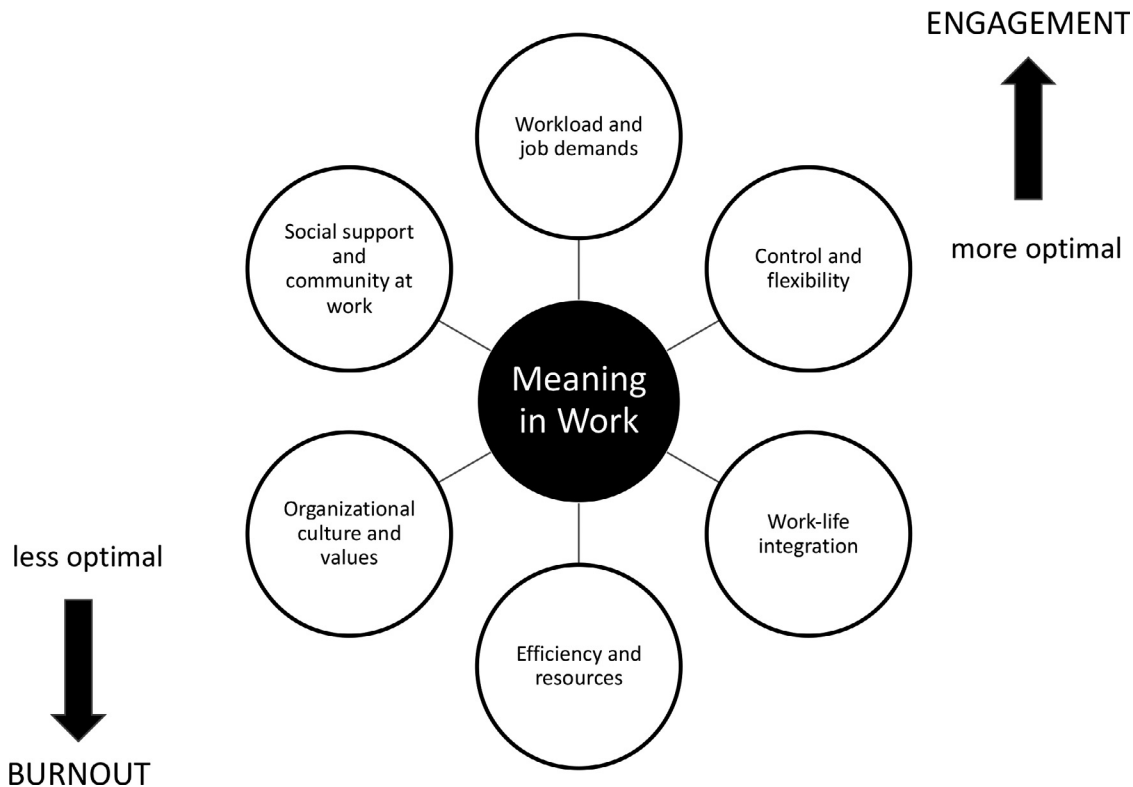 ENGAGEMENT
more optimal
Workload and
job demands
Control and
flexibility
Work-life
integration
Efficiency and
resources
Organizational
culture and
values
Social support
and
community at
work
Meaning
in Work
less optimal
BURNOUT